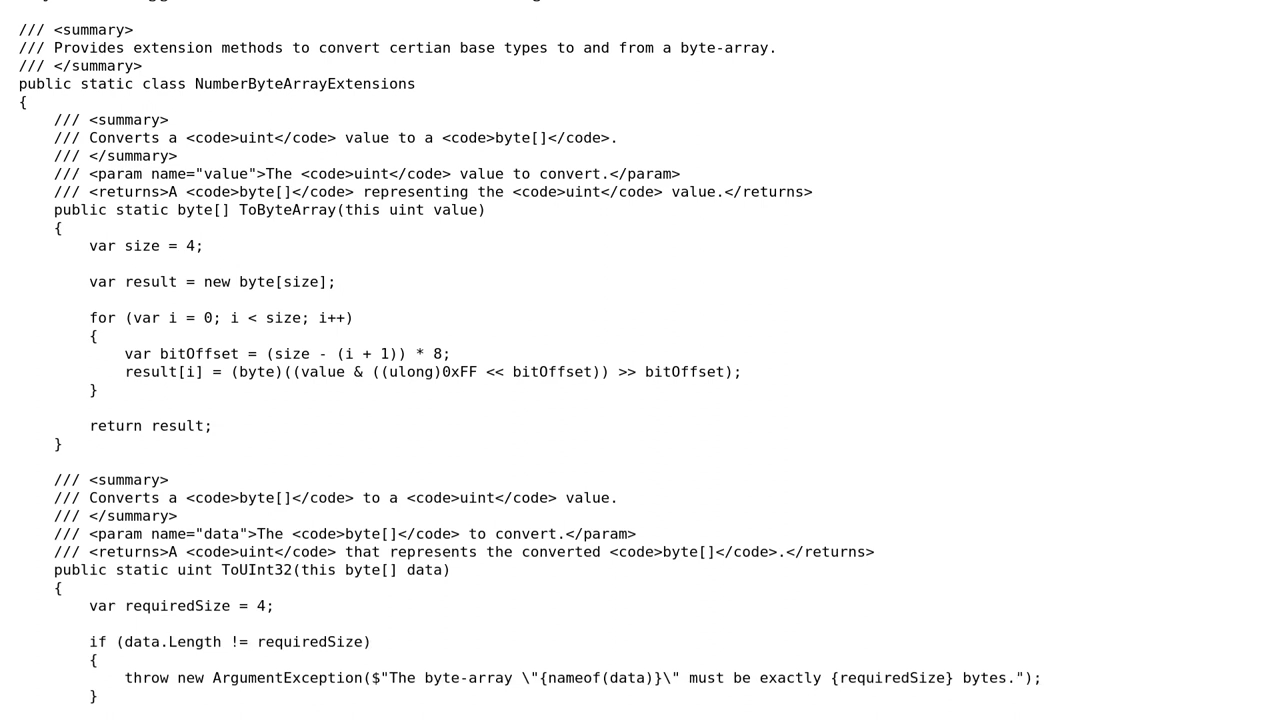 /// <summary>
/// Provides extension methods to convert certian base types to and from a byte-array.
/// </summary>
public static class NumberByteArrayExtensions
{
    /// <summary>
    /// Converts a <code>uint</code> value to a <code>byte[]</code>.
    /// </summary>
    /// <param name="value">The <code>uint</code> value to convert.</param>
    /// <returns>A <code>byte[]</code> representing the <code>uint</code> value.</returns>
    public static byte[] ToByteArray(this uint value)
    {
        var size = 4;

        var result = new byte[size];

        for (var i = 0; i < size; i++)
        {
            var bitOffset = (size - (i + 1)) * 8;
            result[i] = (byte)((value & ((ulong)0xFF << bitOffset)) >> bitOffset);
        }

        return result;
    }

    /// <summary>
    /// Converts a <code>byte[]</code> to a <code>uint</code> value.
    /// </summary>
    /// <param name="data">The <code>byte[]</code> to convert.</param>
    /// <returns>A <code>uint</code> that represents the converted <code>byte[]</code>.</returns>
    public static uint ToUInt32(this byte[] data)
    {
        var requiredSize = 4;

        if (data.Length != requiredSize)
        {
            throw new ArgumentException($"The byte-array \"{nameof(data)}\" must be exactly {requiredSize} bytes.");
        }